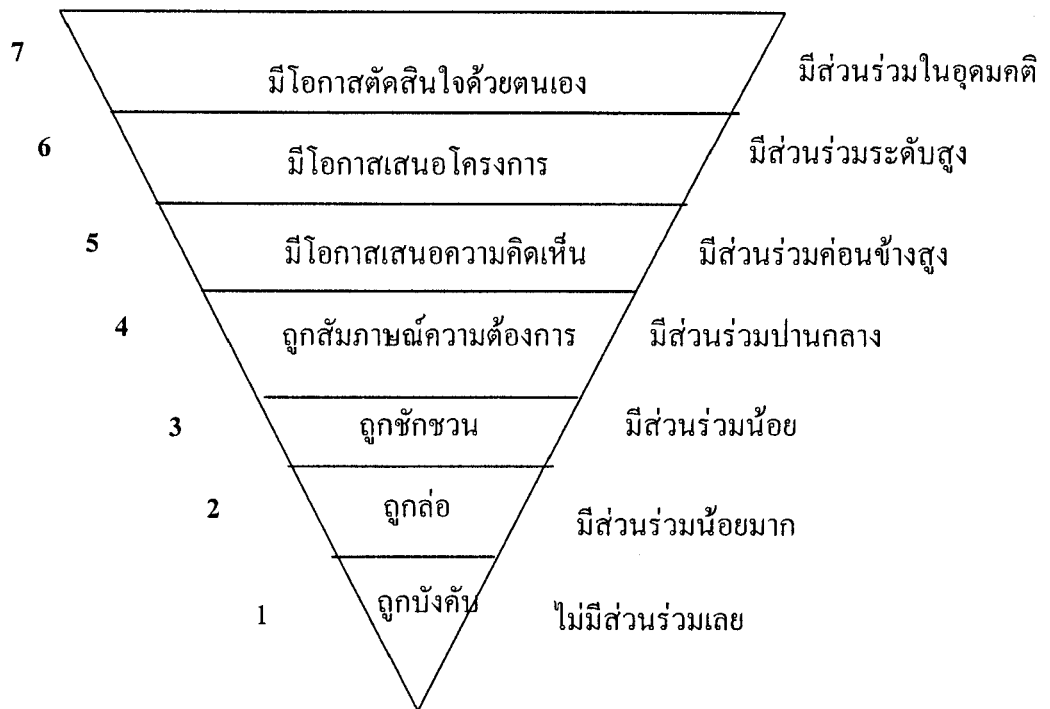 7
มีโอกาสตัดสินใจด้วยตนเอง
มีส่วนร่วมในอุดมคติ
6
มีโอกาสเสนอโครงการ
มีส่วนร่วมระดับสูง
5
มีโอกาสเสนอความคิดเห็น
มีส่วนร่วมค่อนข้างสูง
4
ถูกสัมภาษณ์ความต้องการ
มีส่วนร่วมปานกลาง
3
ถูกชักชวน
มีส่วนร่วมน้อย
2
ถูกล่อ
มีส่วนร่วมน้อยมาก
1
ถูกบังคับ
ไม่มีส่วนร่วมเลย